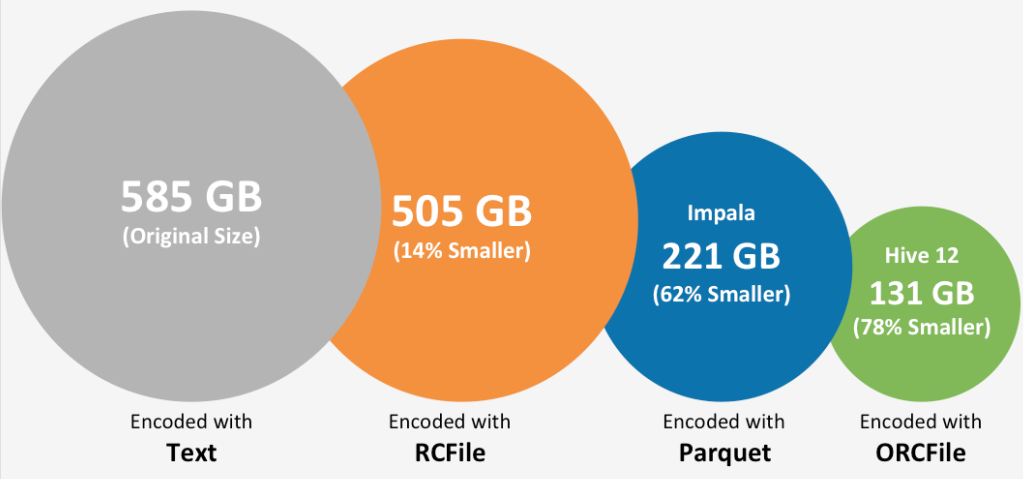 585 GB
(Original Size)
505 GB
(14% Smaller)
Impala
221 GB
(62% Smaller)
Hive 12
131 GB
(78% Smaller)
Encoded with
Text
Encoded with
RCFile
Encoded with
Parquet
Encoded with
ORCFile